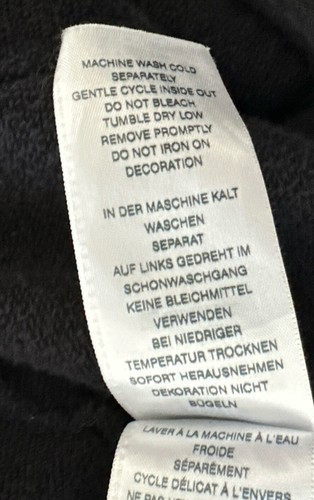 MACHINE WASH COLD
SEPARATELY
GENTLE CYCLE INSIDE OUT
DO NOT BLEACH
TUMBLE DRY LOW
REMOVE PROMPTLY
DO NOT IRON ON
DECORATION
IN DER MASCHINE KALT
WASCHEN
SEPARAT
AUF LINKS GEDREHT IM
SCHONWASCHGANG
KEINE BLEICHMITTEL
VERWENDEN
BEI NIEDRIGER
TEMPERATUR TROCKNEN
SOFORT HERAUSNEHMEN
DEKORATION NICHT
BÜGELN
LAVER À LA MACHINE À L'EAU
FROIDE
SÉPARÉMENT
CYCLE DÉLICAT À L'ENVERS
NE PAS